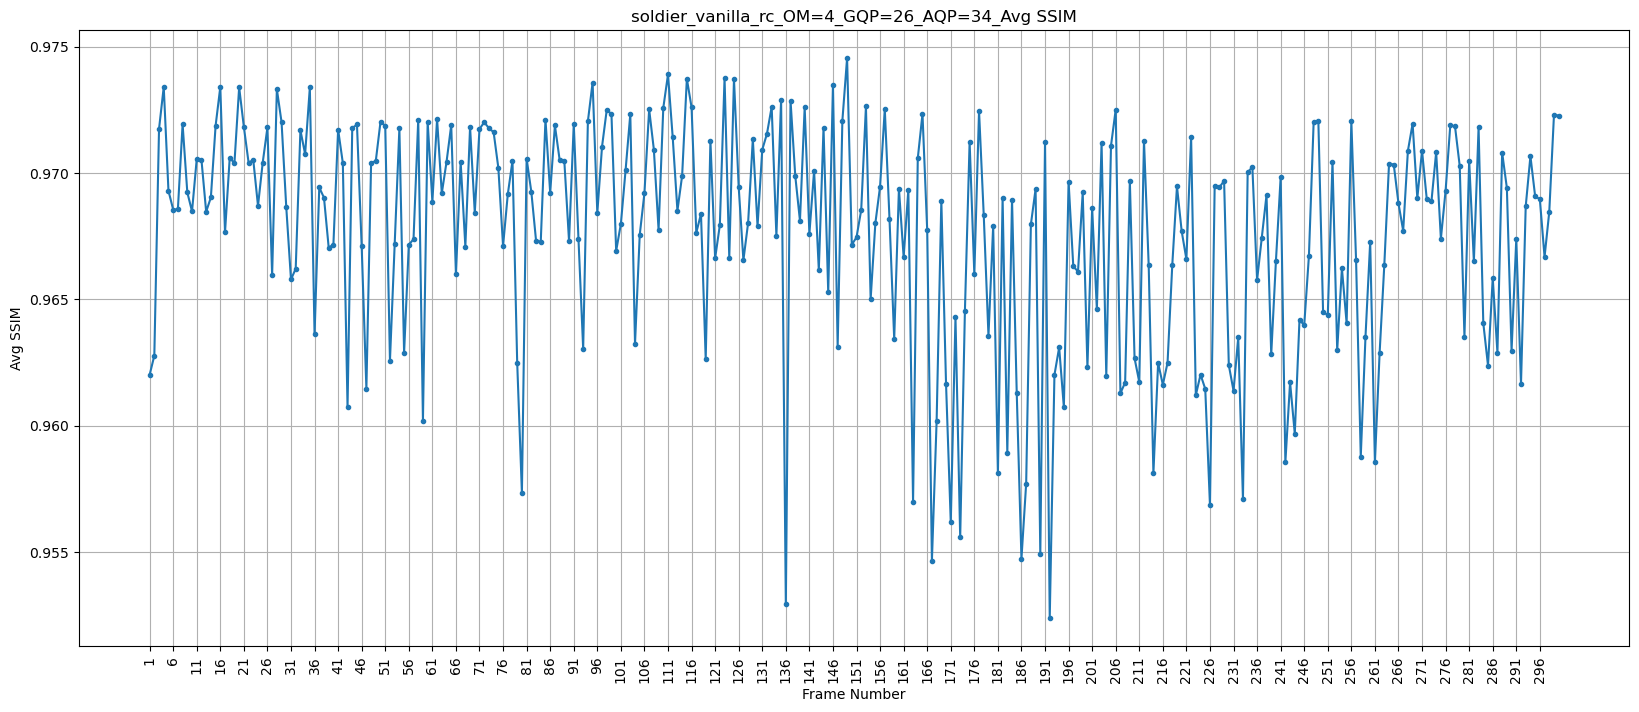 soldier_vanilla_rc_OM=4_GQP=26_AQP=34_Avg SSIM
0.975
0.970
0.965
0.960
0.955
Avg SSIM
1 6 11 16 21 26 31 36 41 46 51 56 61 66 71 76 81 86 91 96 101 106 111 116 121 126 131 136 141 146 151 156 161 166 171 176 181 186 191 196 201 206 211 216 221 226 231 236 241 246 251 256 261 266 271 276 281 286 291 296
Frame Number